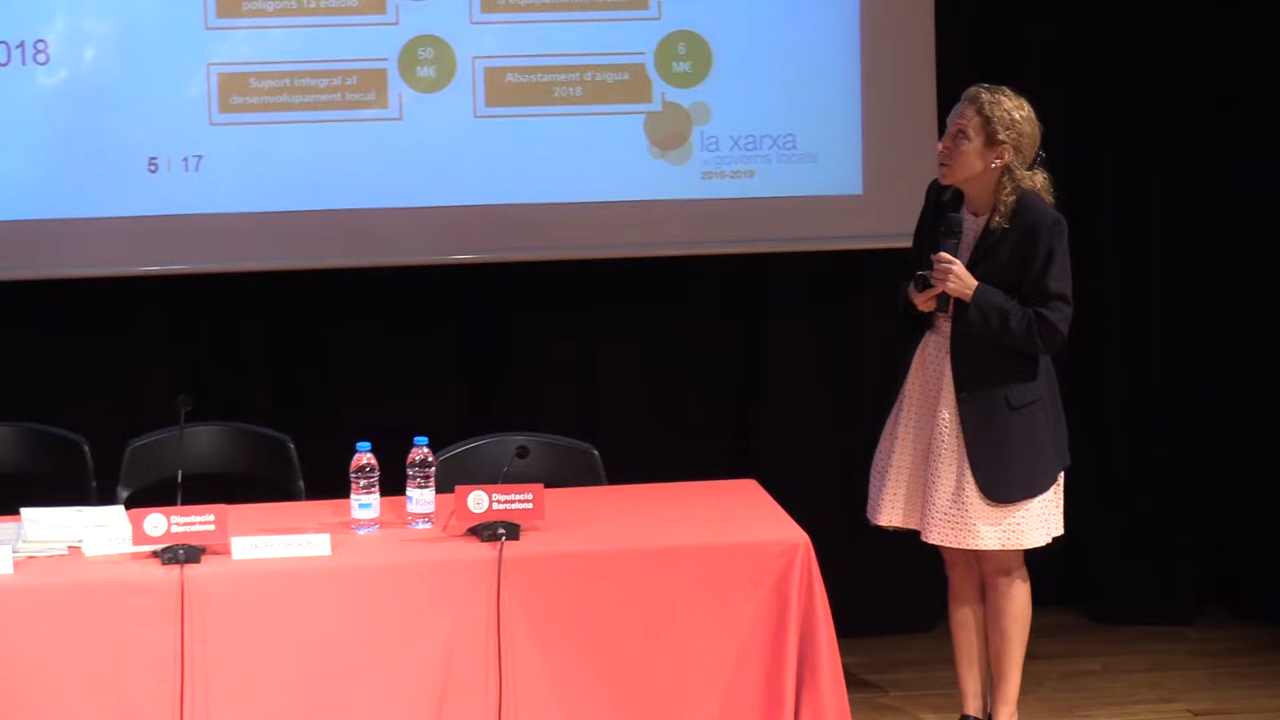 polígons 1a edició
2018
50
M€
Suport integral al
desenvolupament local
6
M€
Abastament d'aigua
2018
5 | 17
la xarxa
governs locals
2016-2019
Diputació
Barcelona
Diputació
Barcelona